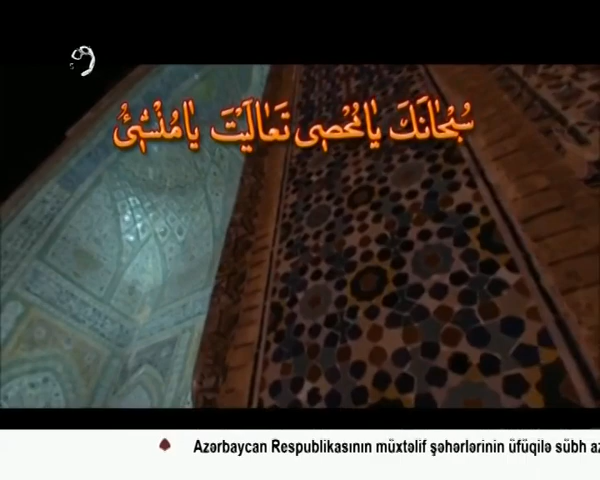 سُبْحٰانَكَ يٰا مُحْصِى تَعٰالَيْتَ يٰا مُنْشِئُ
Azərbaycan Respublikasının müxtəlif şəhərlərinin üfüqilə sübh az